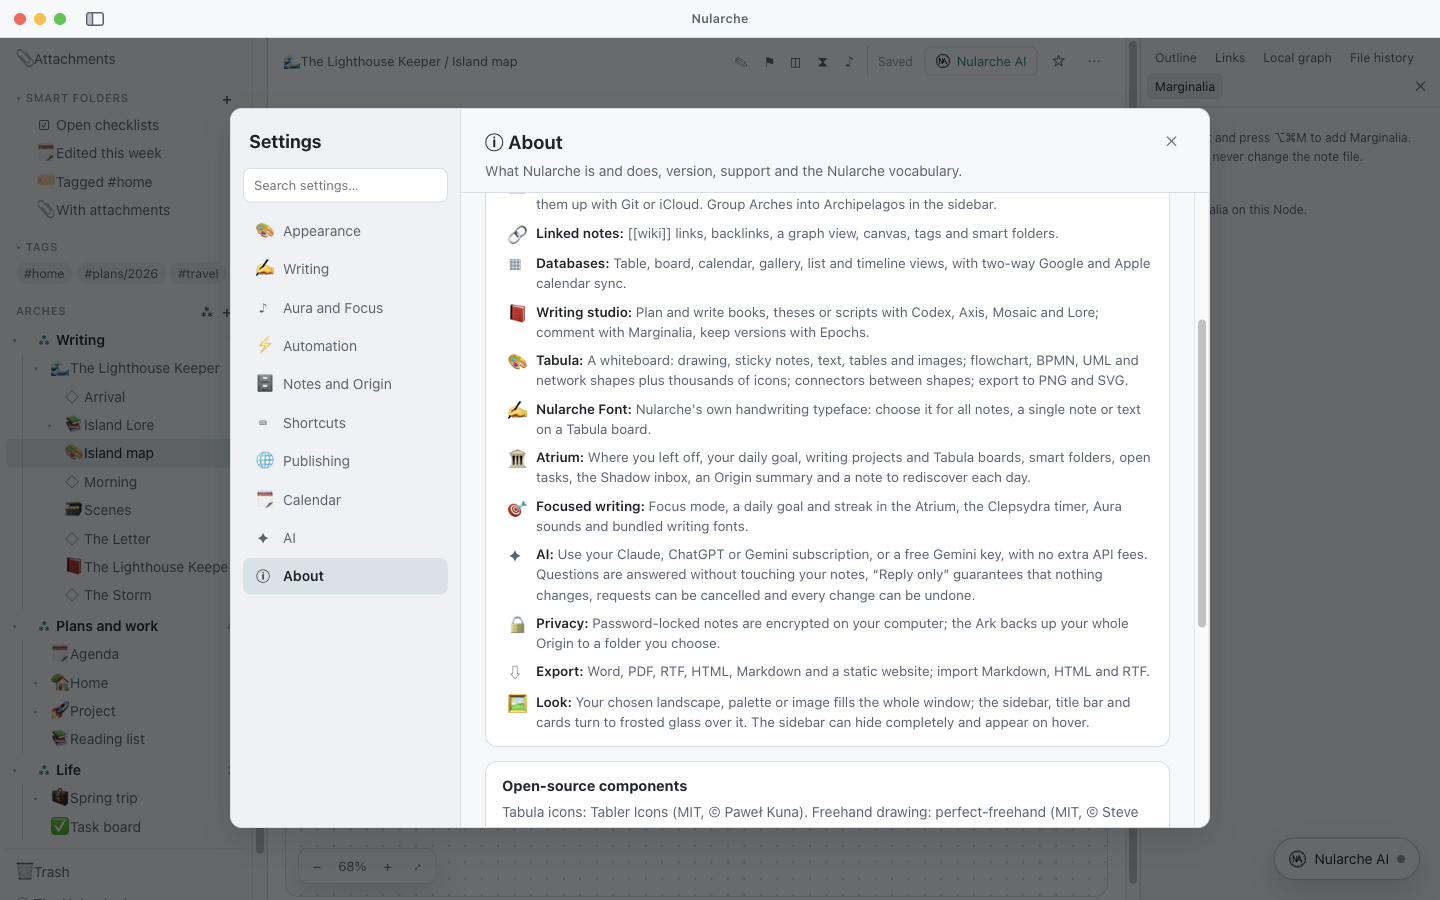 Nularche
Attachments
SMART FOLDERS
Open checklists
Edited this week
Tagged #home
With attachments
TAGS
#home
#plans/2026
#travel
ARCHES
Writing
The Lighthouse Keeper
Arrival
Island Lore
Island map
Morning
Scenes
The Letter
The Lighthouse Keepe
The Storm
Plans and work
Agenda
Home
Project
Reading list
Life
Spring trip
Task board
Trash
The Lighthouse Keeper / Island map
Saved
Nularche AI
Outline
Links
Local graph
File history
Marginalia
and press ⌥⌘M to add Marginalia.
never change the note file.
alia on this Node.
Settings
Search settings...
Appearance
Writing
Aura and Focus
Automation
Notes and Origin
Shortcuts
Publishing
Calendar
AI
About
About
What Nularche is and does, version, support and the Nularche vocabulary.
them up with Git or iCloud. Group Arches into Archipelagos in the sidebar.
Linked notes: [[wiki]] links, backlinks, a graph view, canvas, tags and smart folders.
Databases: Table, board, calendar, gallery, list and timeline views, with two-way Google and Apple
calendar sync.
Writing studio: Plan and write books, theses or scripts with Codex, Axis, Mosaic and Lore;
comment with Marginalia, keep versions with Epochs.
Tabula: A whiteboard: drawing, sticky notes, text, tables and images; flowchart, BPMN, UML and
network shapes plus thousands of icons; connectors between shapes; export to PNG and SVG.
Nularche Font: Nularche's own handwriting typeface: choose it for all notes, a single note or text
on a Tabula board.
Atrium: Where you left off, your daily goal, writing projects and Tabula boards, smart folders, open
tasks, the Shadow inbox, an Origin summary and a note to rediscover each day.
Focused writing: Focus mode, a daily goal and streak in the Atrium, the Clepsydra timer, Aura
sounds and bundled writing fonts.
AI: Use your Claude, ChatGPT or Gemini subscription, or a free Gemini key, with no extra API fees.
Questions are answered without touching your notes, “Reply only” guarantees that nothing
changes, requests can be cancelled and every change can be undone.
Privacy: Password-locked notes are encrypted on your computer; the Ark backs up your whole
Origin to a folder you choose.
Export: Word, PDF, RTF, HTML, Markdown and a static website; import Markdown, HTML and RTF.
Look: Your chosen landscape, palette or image fills the whole window; the sidebar, title bar and
cards turn to frosted glass over it. The sidebar can hide completely and appear on hover.
Open-source components
Tabula icons: Tabler Icons (MIT, © Paweł Kuna). Freehand drawing: perfect-freehand (MIT, © Steve
68%
Nularche AI